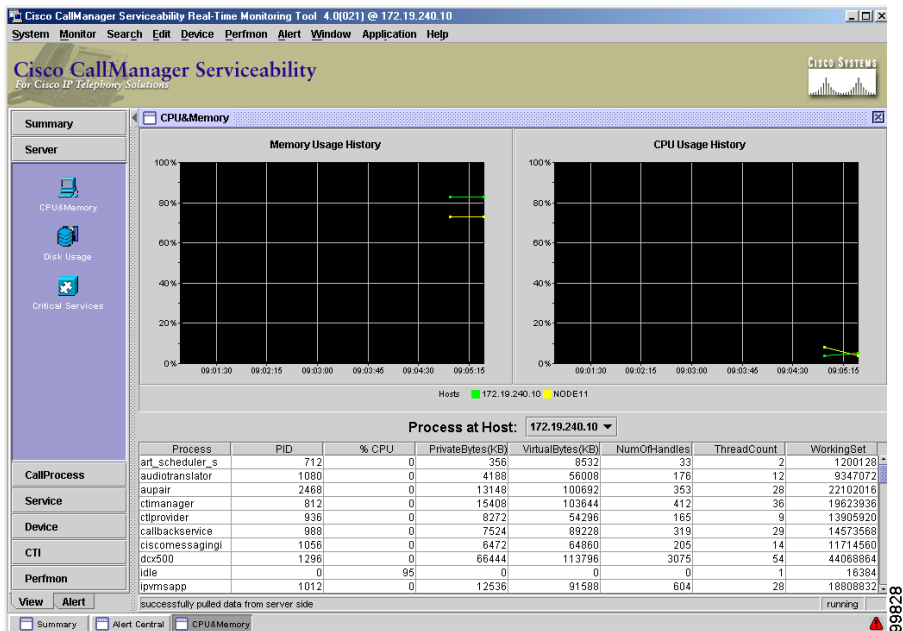 Cisco CallManager Serviceability Real-Time Monitoring Tool 4.0(021) @ 172.19.240.10
System Monitor Search Edit Device Perfmon Alert Window Application Help
Cisco CallManager Serviceability
For Cisco IP Telephony Solutions
CISCO SYSTEMS
Summary
Server
CPU&Memory
Disk Usage
Critical Services
CallProcess
Service
Device
CTI
Perfmon
View Alert
CPU&Memory
Memory Usage History
100%
80%
60%
40%
20%
0%
09:01:30 09:02:15 09:03:00 09:03:45 09:04:30 09:05:15
CPU Usage History
100%
80%
60%
40%
20%
0%
09:01:30 09:02:15 09:03:00 09:03:45 09:04:30 09:05:15
Hosts 172.19.240.10 NODE11
Process at Host: 172.19.240.10
Process PID % CPU PrivateBytes(KB) VirtualBytes(KB) NumOfHandles ThreadCount WorkingSet
art_scheduler_s 712 0 356 8532 33 2 1200128
audiotranslator 1080 0 4188 56008 176 12 9347072
aupair 2468 0 13148 100692 353 28 22102016
ctimanager 812 0 15408 103644 412 36 19623936
ctlprovider 936 0 8272 54296 165 9 13905920
callbackservice 988 0 7524 89228 319 29 14573568
ciscomessagingi 1056 0 6472 64860 205 14 11714560
dcx500 1296 0 66444 113796 3075 54 44068864
idle 0 95 0 0 0 1 16384
ipvmsapp 1012 0 12536 91588 604 28 18808832
successfully pulled data from server side running
Summary Alert Central CPU&Memory
99828